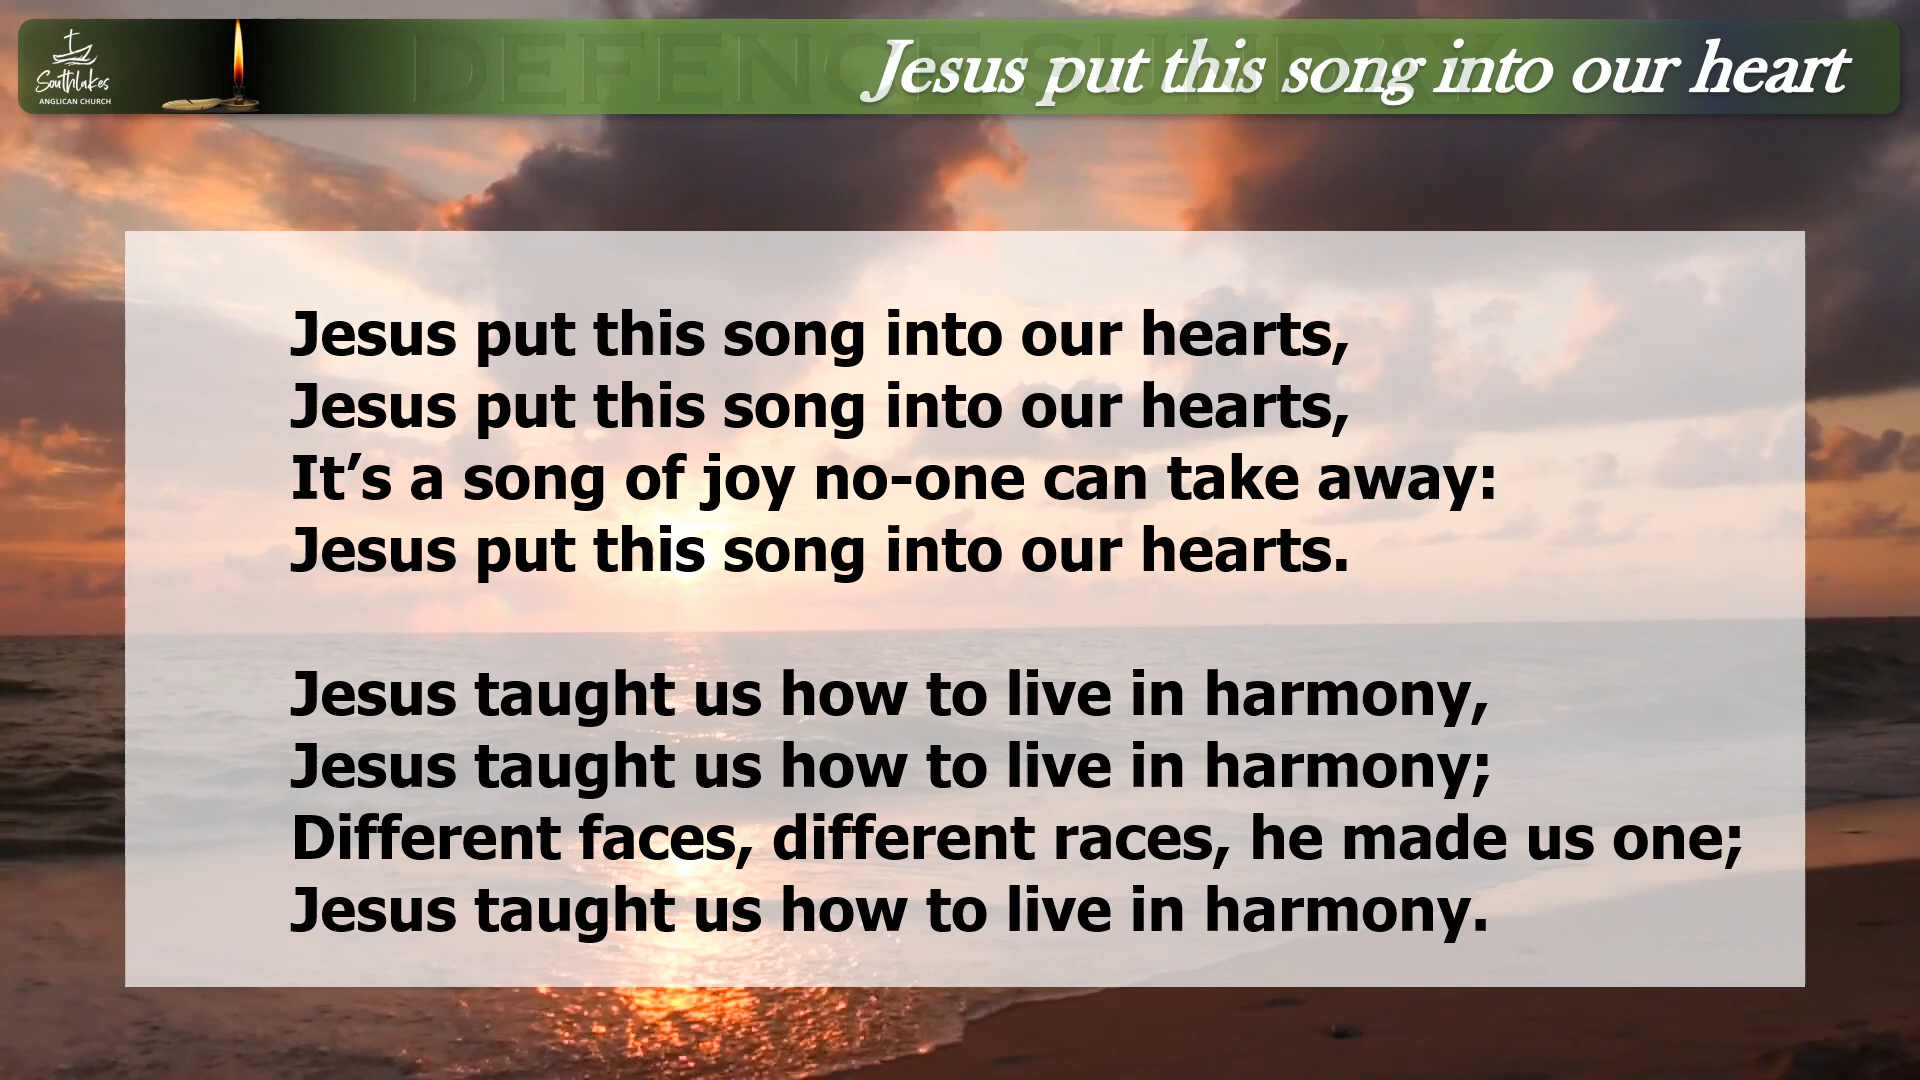 Southlakes
ANGLICAN CHURCH
DEFENCE SUNDAY
Jesus put this song into our heart
Jesus put this song into our hearts,
Jesus put this song into our hearts,
It’s a song of joy no-one can take away:
Jesus put this song into our hearts.
Jesus taught us how to live in harmony,
Jesus taught us how to live in harmony;
Different faces, different races, he made us one;
Jesus taught us how to live in harmony.